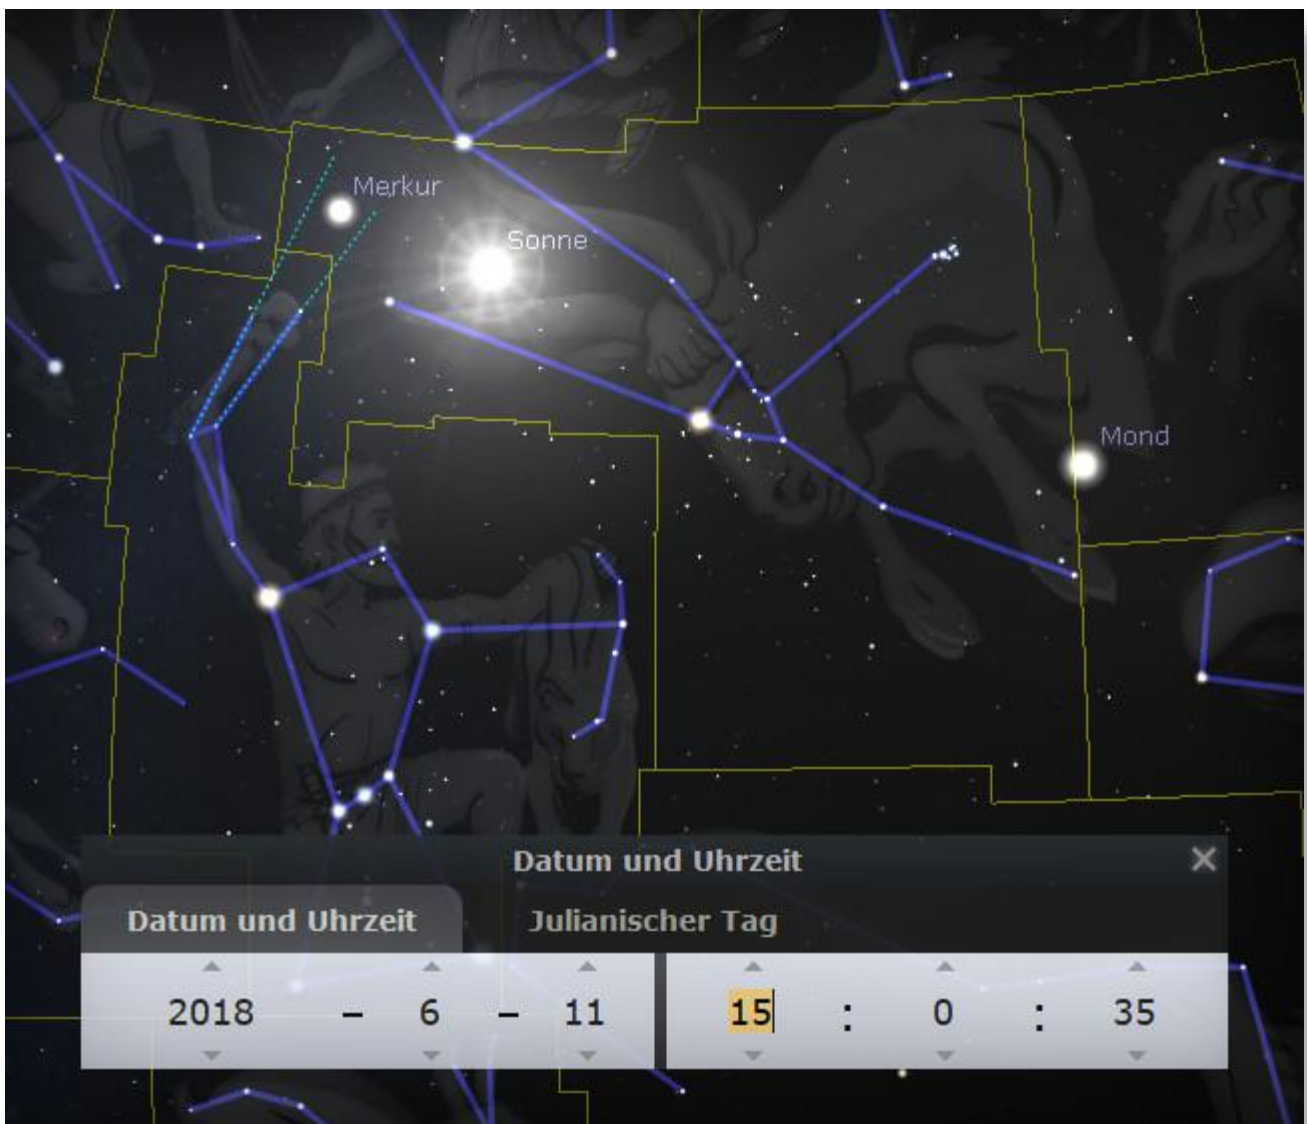 Merkur
Sonne
Mond
Datum und Uhrzeit ×
Datum und Uhrzeit Julianischer Tag
2018 – 6 – 11 15 : 0 : 35